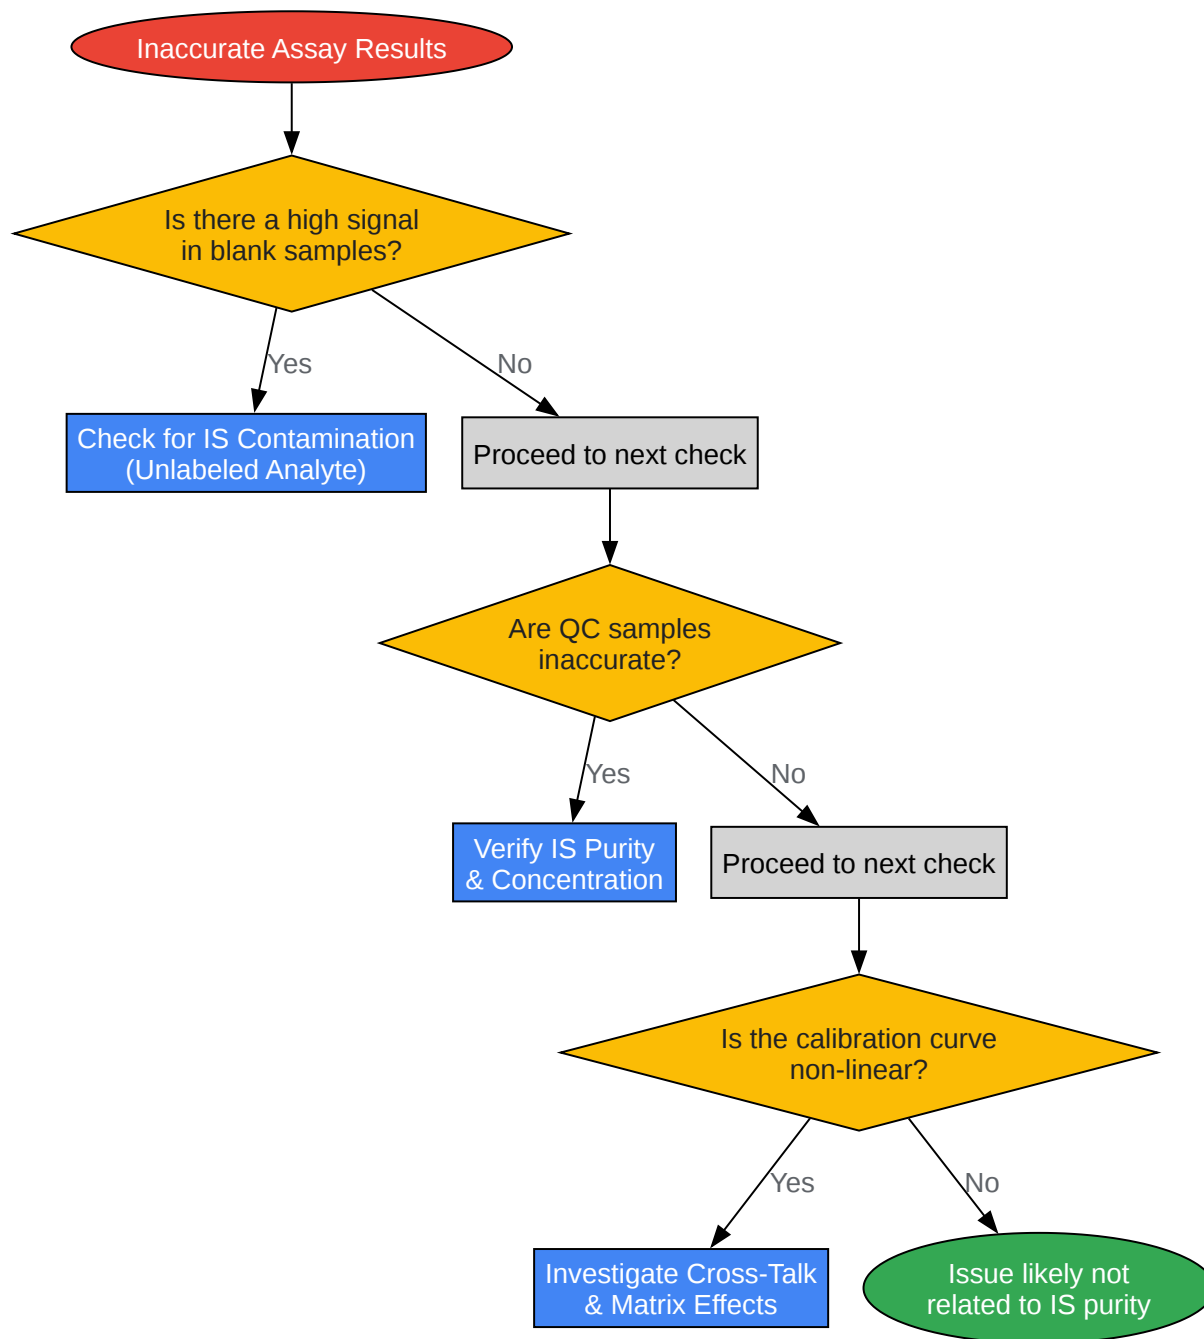 Inaccurate Assay Results
Is there a high signal
in blank samples?
Yes
No
Check for IS Contamination
(Unlabeled Analyte)
Proceed to next check
Are QC samples
inaccurate?
Yes
No
Verify IS Purity
& Concentration
Proceed to next check
Is the calibration curve
non-linear?
Yes
No
Investigate Cross-Talk
& Matrix Effects
Issue likely not
related to IS purity